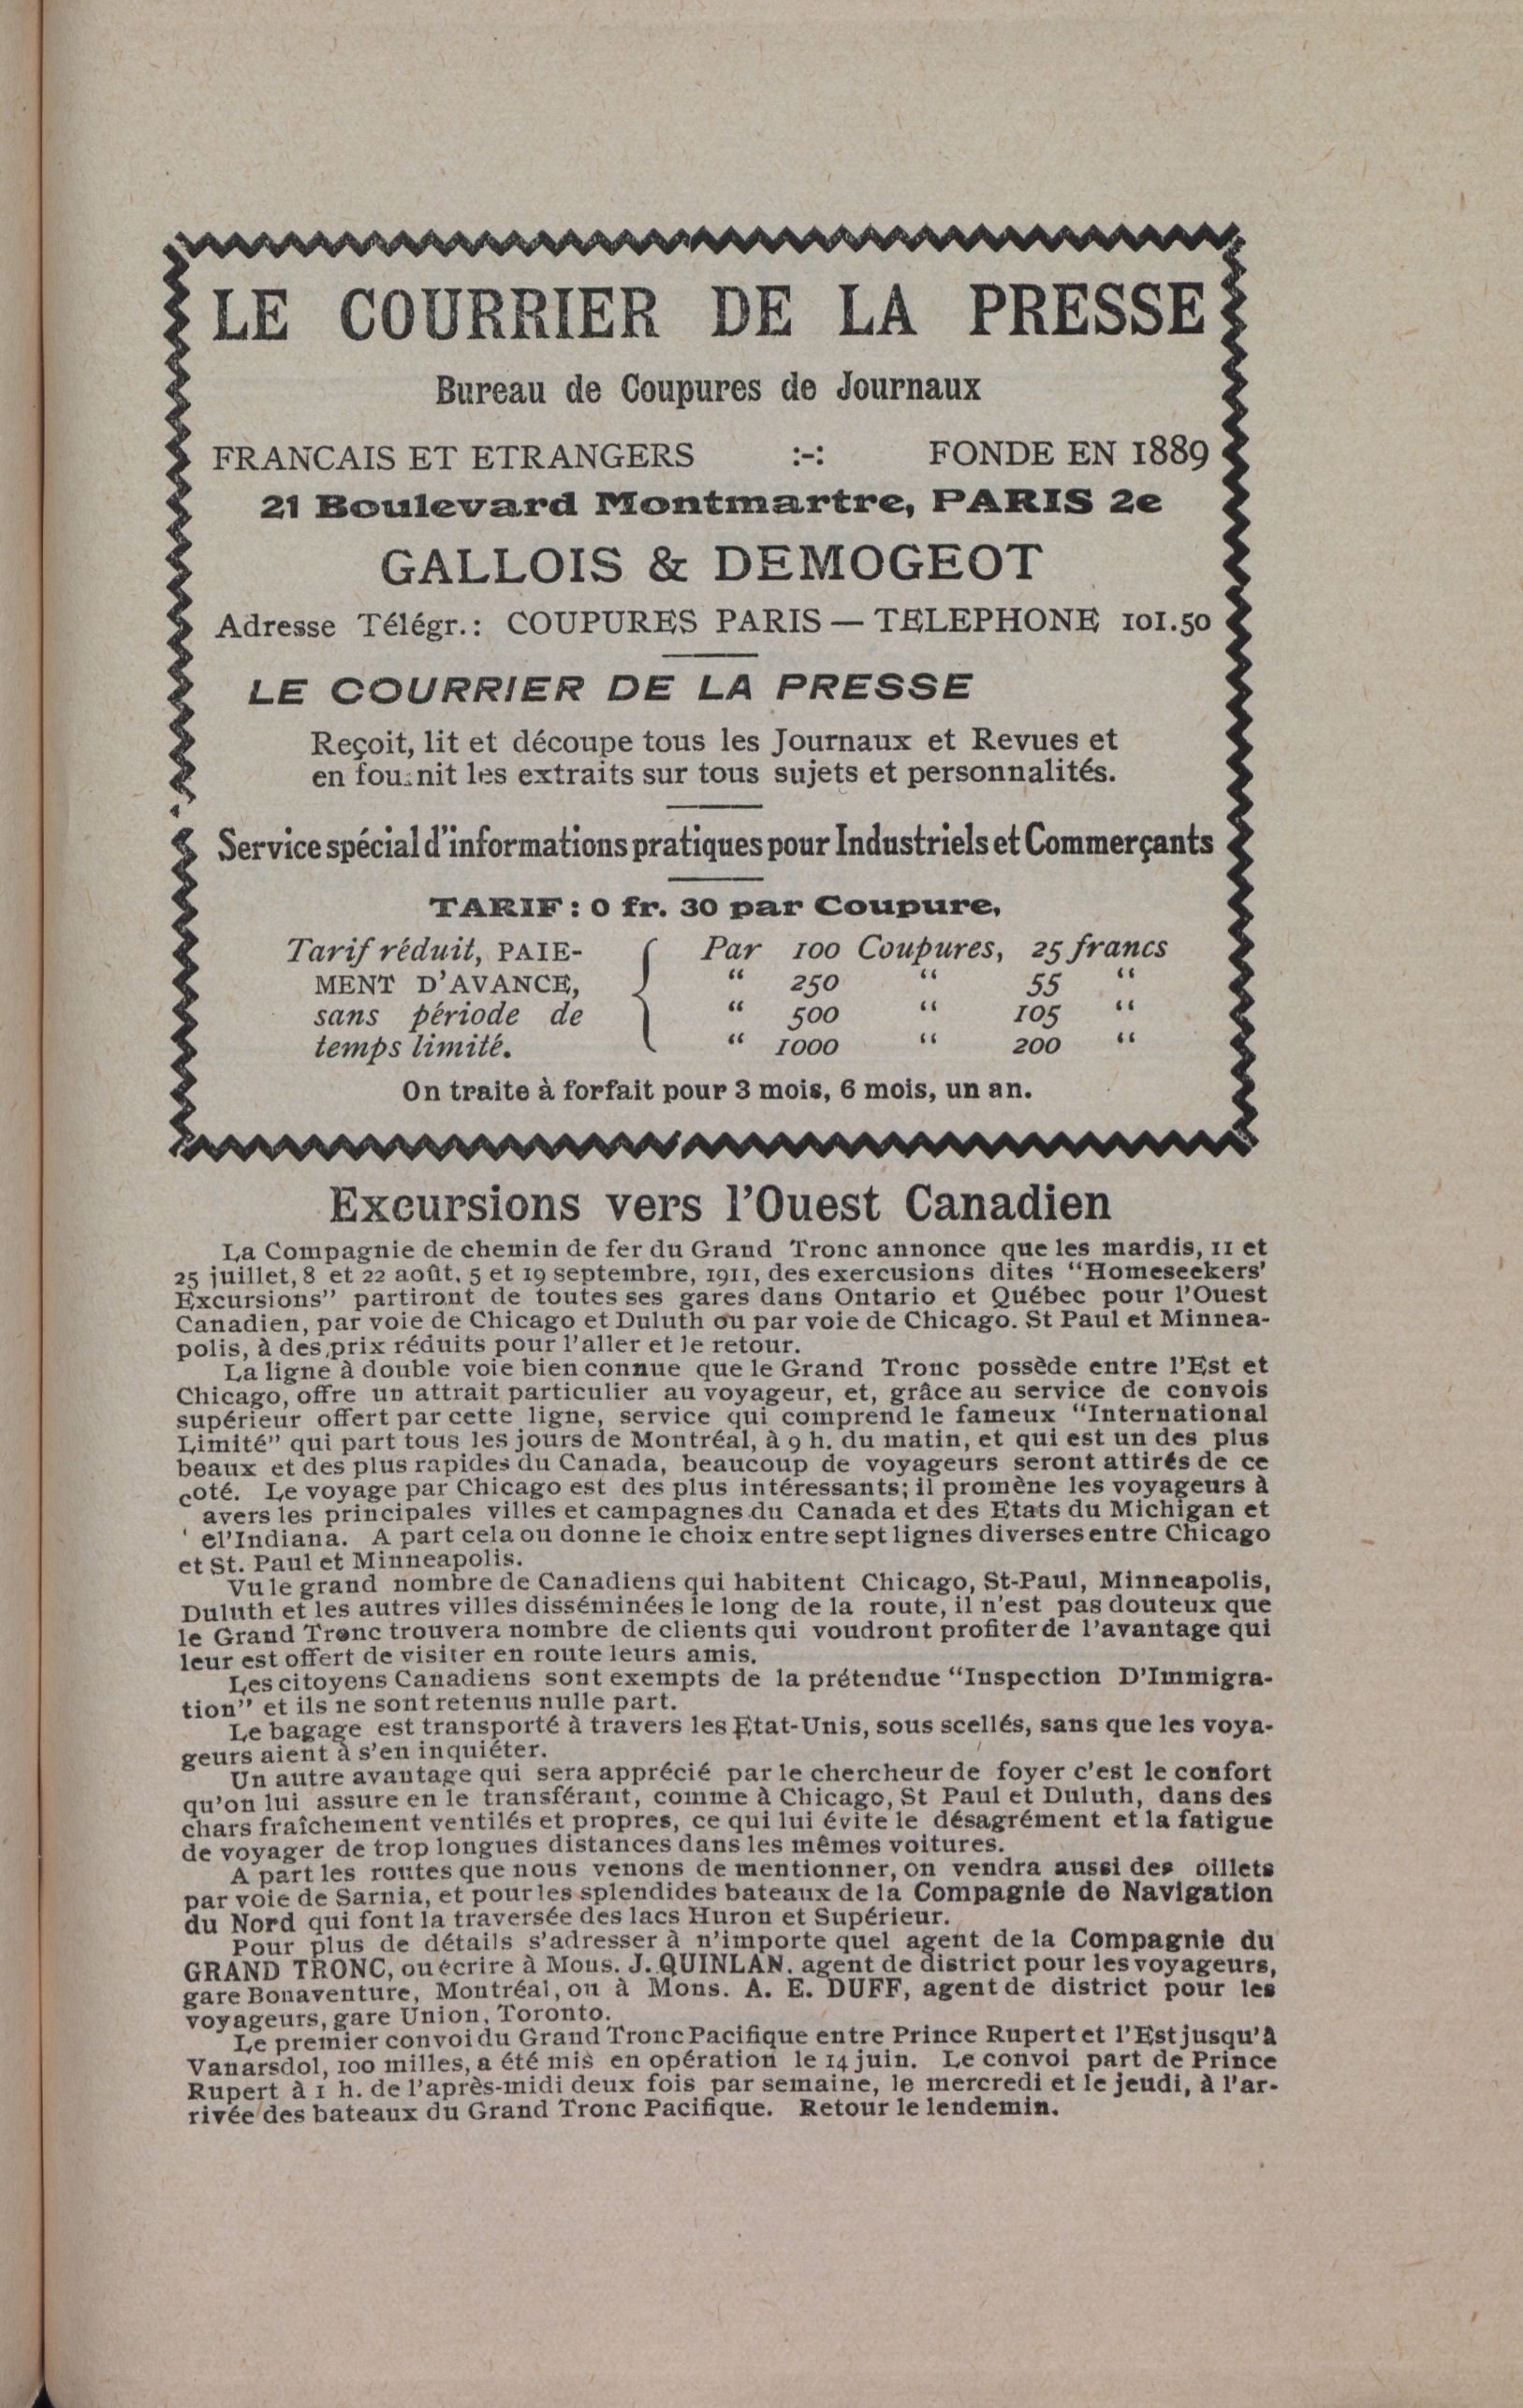 LE COURRIER DE LA PRESSE
Bureau de Coupures de Journaux
FRANCAIS ET ETRANGERS :-: FONDE EN 1889
21 Boulevard Montmartre, PARIS 2e
GALLOIS & DEMOGEOT
Adresse Télégr.: COUPURES PARIS — TELEPHONE 101.50
LE COURRIER DE LA PRESSE
Reçoit, lit et découpe tous les Journaux et Revues et
en fournit les extraits sur tous sujets et personnalités.
Service spécial d'informations pratiques pour Industriels et Commerçants
TARIF: 0 fr. 30 par Coupure,
Tarif réduit, PAIE- Par 100 Coupures, 25 francs
MENT D'AVANCE, “ 250 “ 55 “
sans période de “ 500 “ 105 “
temps limité. “ 1000 “ 200 “
On traite à forfait pour 3 mois, 6 mois, un an.
Excursions vers l'Ouest Canadien
La Compagnie de chemin de fer du Grand Tronc annonce que les mardis, 11 et
25 juillet, 8 et 22 août, 5 et 19 septembre, 1911, des exercusions dites “Homeseekers'
Excursions” partiront de toutes ses gares dans Ontario et Québec pour l'Ouest
Canadien, par voie de Chicago et Duluth ou par voie de Chicago. St Paul et Minnea-
polis, à des prix réduits pour l'aller et le retour.
La ligne à double voie bien connue que le Grand Tronc possède entre l'Est et
Chicago, offre un attrait particulier au voyageur, et, grâce au service de convois
supérieur offert par cette ligne, service qui comprend le fameux “International
Limité” qui part tous les jours de Montréal, à 9 h. du matin, et qui est un des plus
beaux et des plus rapides du Canada, beaucoup de voyageurs seront attirés de ce
coté. Le voyage par Chicago est des plus intéressants; il promène les voyageurs à
avers les principales villes et campagnes du Canada et des Etats du Michigan et
el'Indiana. A part cela ou donne le choix entre sept lignes diverses entre Chicago
et St. Paul et Minneapolis.
Vu le grand nombre de Canadiens qui habitent Chicago, St-Paul, Minneapolis,
Duluth et les autres villes disséminées le long de la route, il n'est pas douteux que
le Grand Tronc trouvera nombre de clients qui voudront profiter de l'avantage qui
leur est offert de visiter en route leurs amis.
Les citoyens Canadiens sont exempts de la prétendue “Inspection D'Immigra-
tion” et ils ne sont retenus nulle part.
Le bagage est transporté à travers les Etat-Unis, sous scellés, sans que les voya-
geurs aient à s'en inquiéter.
Un autre avantage qui sera apprécié par le chercheur de foyer c'est le confort
qu'on lui assure en le transférant, comme à Chicago, St Paul et Duluth, dans des
chars fraîchement ventilés et propres, ce qui lui évite le désagrément et la fatigue
de voyager de trop longues distances dans les mêmes voitures.
A part les routes que nous venons de mentionner, on vendra aussi des oillets
par voie de Sarnia, et pour les splendides bateaux de la Compagnie de Navigation
du Nord qui font la traversée des lacs Huron et Supérieur.
Pour plus de détails s'adresser à n'importe quel agent de la Compagnie du
GRAND TRONC, ou écrire à Mons. J. QUINLAN. agent de district pour les voyageurs,
gare Bonaventure, Montréal, ou à Mons. A. E. DUFF, agent de district pour les
voyageurs, gare Union, Toronto.
Le premier convoi du Grand Tronc Pacifique entre Prince Rupert et l'Est jusqu'à
Vanarsdol, 100 milles, a été mis en opération le 14 juin. Le convoi part de Prince
Rupert à 1 h. de l'après-midi deux fois par semaine, le mercredi et le jeudi, à l'ar-
rivée des bateaux du Grand Tronc Pacifique. Retour le lendemin.